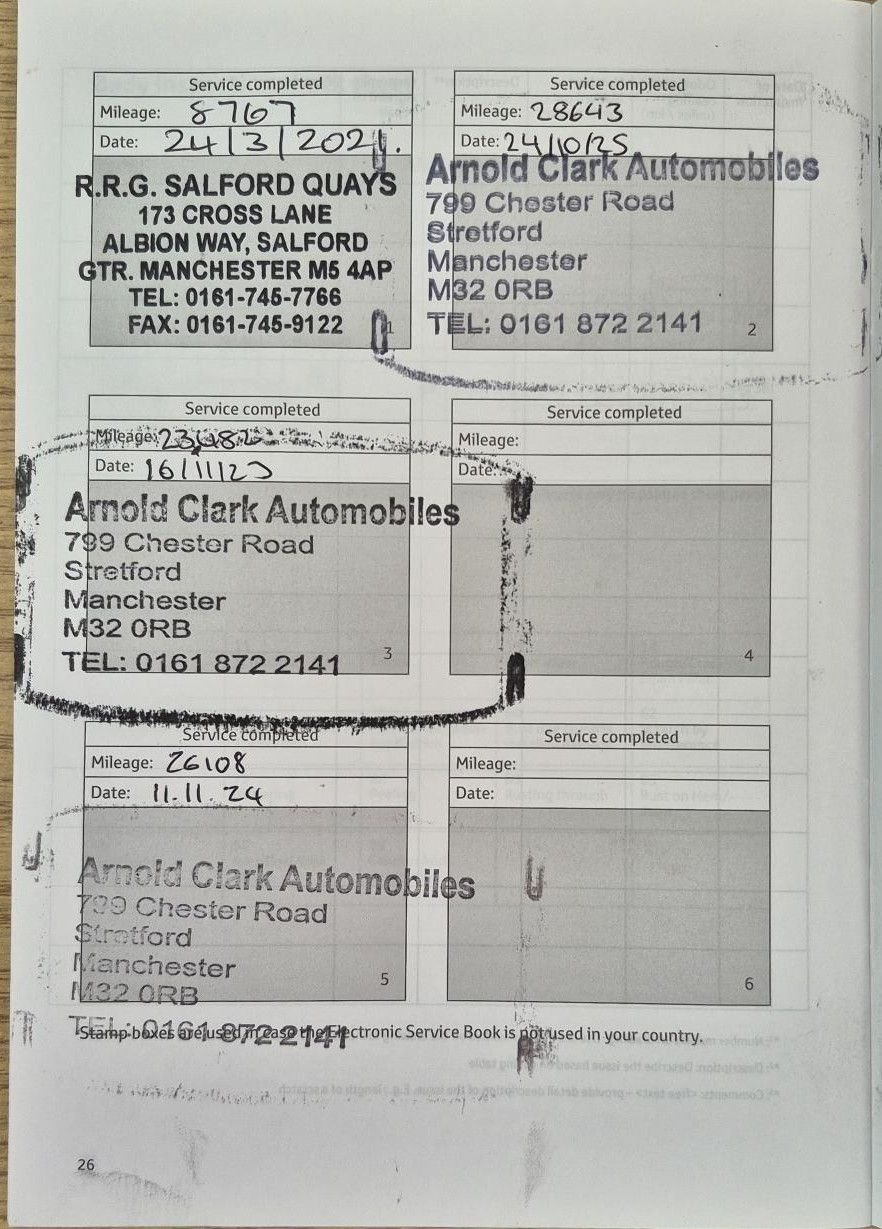 Service completed
Mileage: 8767
Date: 24/3/2021.
R.R.G. SALFORD QUAYS
173 CROSS LANE
ALBION WAY, SALFORD
GTR. MANCHESTER M5 4AP
TEL: 0161-745-7766
FAX: 0161-745-9122
1
Service completed
Mileage: 28643
Date: 24/10/25
Arnold Clark Automobiles
799 Chester Road
Stretford
Manchester
M32 0RB
TEL: 0161 872 2141
2
Service completed
Mileage:
Date: 16/11/23
Arnold Clark Automobiles
799 Chester Road
Stretford
Manchester
M32 0RB
TEL: 0161 872 2141
3
Service completed
Mileage:
Date:
4
Service completed
Mileage: 26108
Date: 11.11.24
Arnold Clark Automobiles
799 Chester Road
Stretford
Manchester
M32 0RB
TEL: 0161 872 2141
5
Service completed
Mileage:
Date:
6
Stamp boxes are used in case the Electronic Service Book is not used in your country.
26